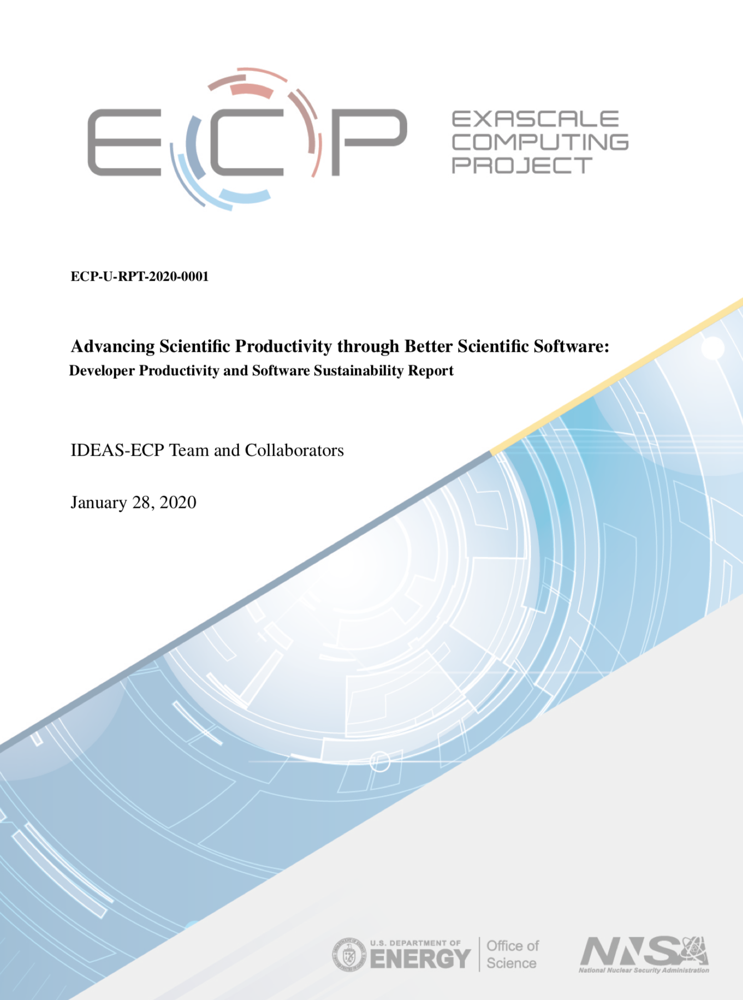 ECP
EXASCALE
COMPUTING
PROJECT
ECP-U-RPT-2020-0001
Advancing Scientific Productivity through Better Scientific Software:
Developer Productivity and Software Sustainability Report
IDEAS-ECP Team and Collaborators
January 28, 2020
U.S. DEPARTMENT OF
ENERGY
Office of
Science
NNSA
National Nuclear Security Administration